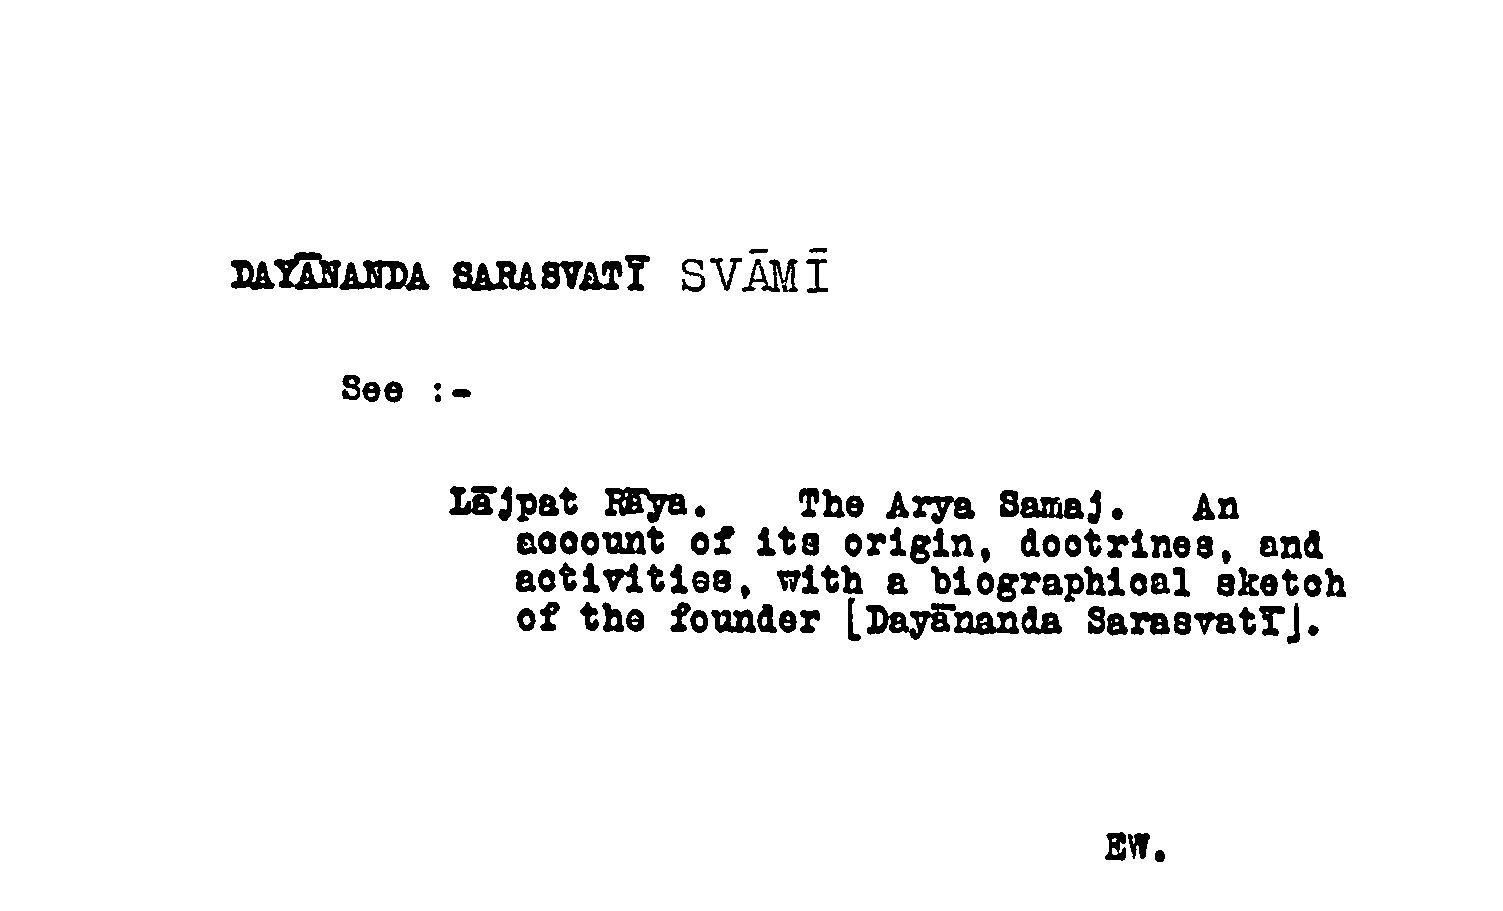 DAYĀNANDA SARASVATĪ SVĀMĪ
See :-
Lājpat Rāya. The Arya Samaj. An
account of its origin, doctrines, and
activities, with a biographical sketch
of the founder [Dayānanda Sarasvatī].
EW.